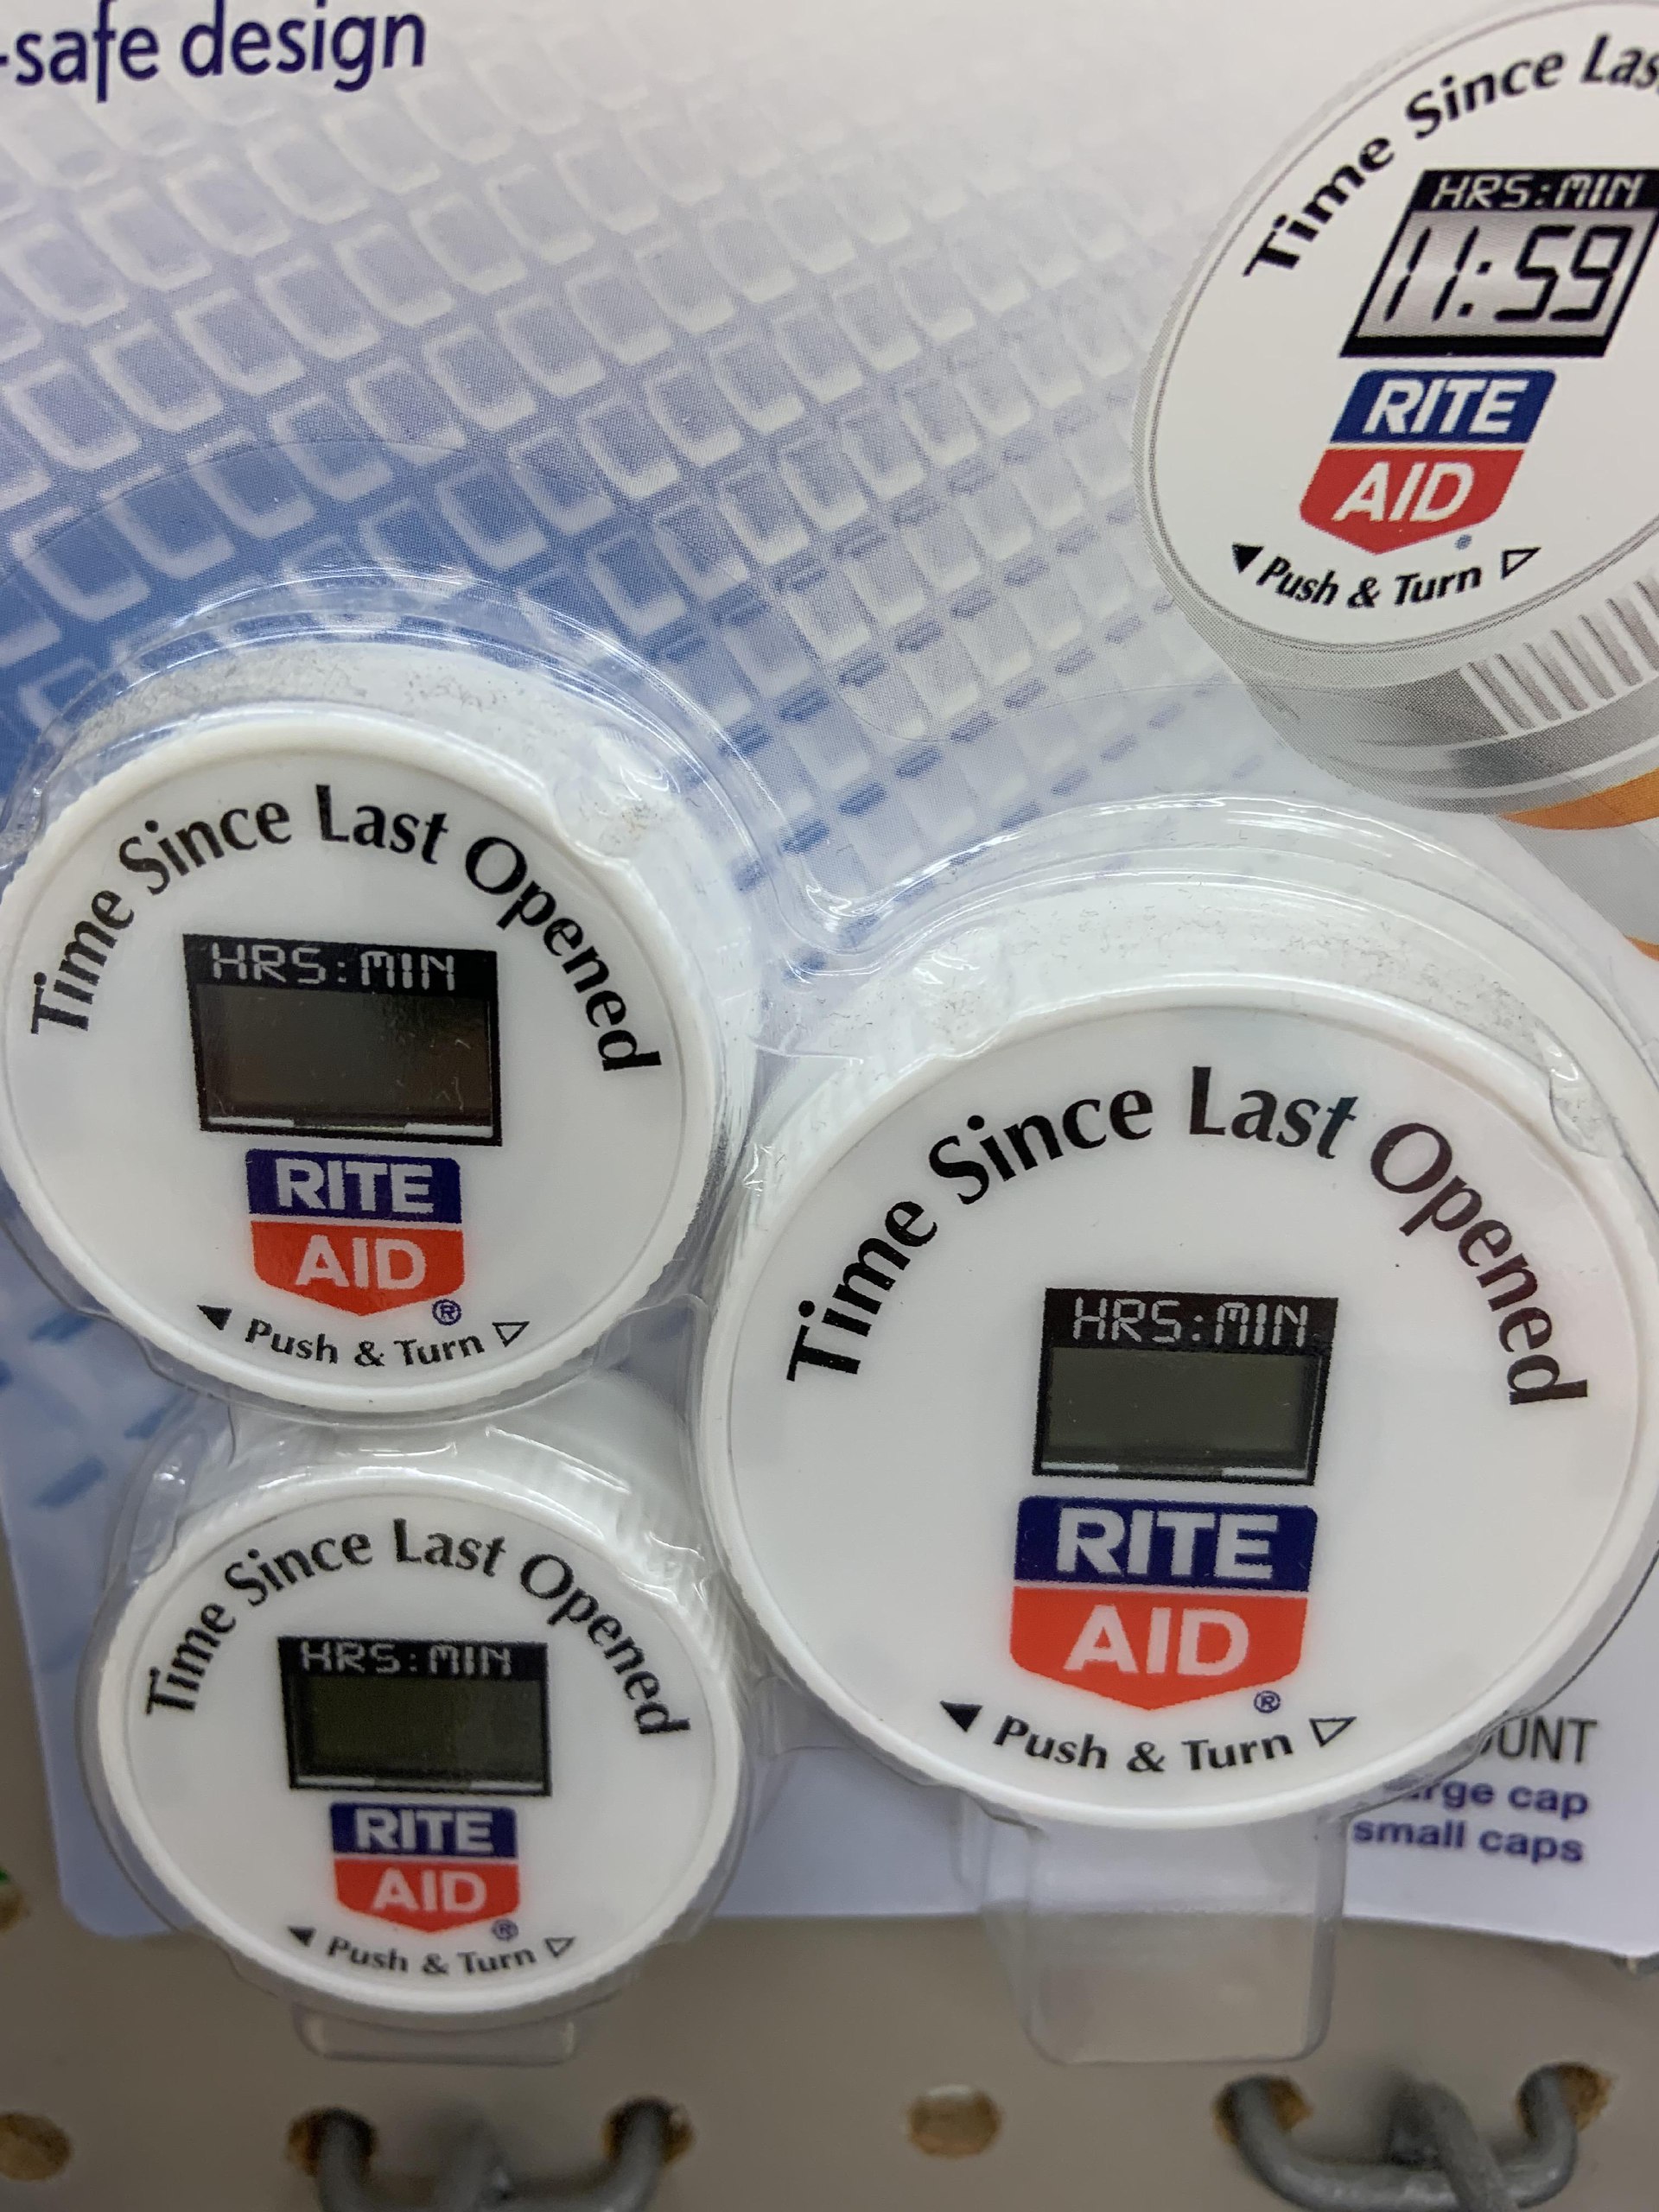 -safe design
Time Since Las
HRS:MIN
11:59
RITE
AID
Push & Turn
Time Since Last Opened
HRS:MIN
RITE
AID®
Push & Turn
Time Since Last Opened
HRS:MIN
RITE
AID
®
Push & Turn
Time Since Last Opened
HRS:MIN
RITE
AID
®
Push & Turn
UNT
rge cap
small caps